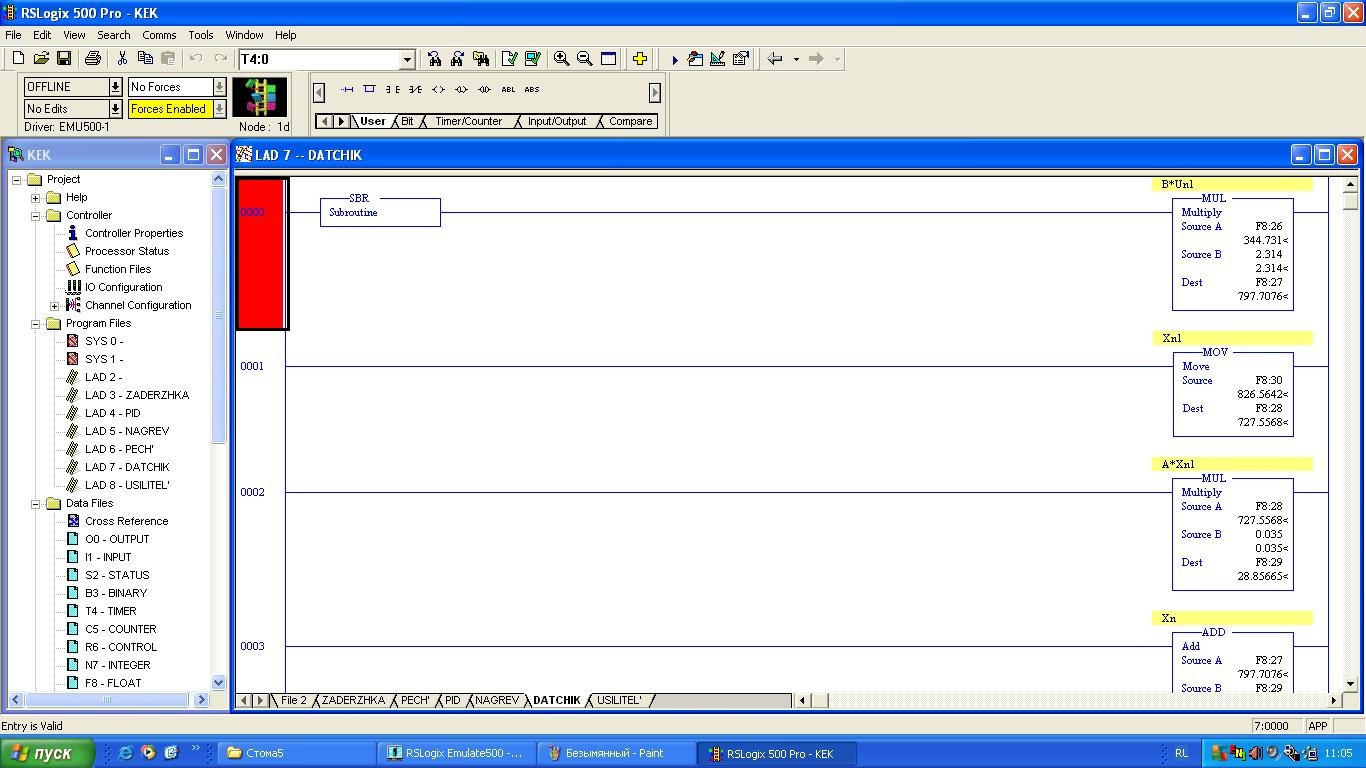 RSLogix 500 Pro - KEK
File Edit View Search Comms Tools Window Help
T4:0
OFFLINE No Forces
No Edits Forces Enabled
Driver: EMU500-1 Node : 1d
ABL ABS
User Bit Timer/Counter Input/Output Compare
KEK
Project
Help
Controller
Controller Properties
Processor Status
Function Files
IO Configuration
Channel Configuration
Program Files
SYS 0 -
SYS 1 -
LAD 2 -
LAD 3 - ZADERZHKA
LAD 4 - PID
LAD 5 - NAGREV
LAD 6 - PECH'
LAD 7 - DATCHIK
LAD 8 - USILITEL'
Data Files
Cross Reference
O0 - OUTPUT
I1 - INPUT
S2 - STATUS
B3 - BINARY
T4 - TIMER
C5 - COUNTER
R6 - CONTROL
N7 - INTEGER
F8 - FLOAT
LAD 7 -- DATCHIK
B*Un1
0000
SBR
Subroutine
MUL
Multiply
Source A F8:26
344.731<
Source B 2.314
2.314<
Dest F8:27
797.7076<
Xn1
0001
MOV
Move
Source F8:30
826.5642<
Dest F8:28
727.5568<
A*Xn1
0002
MUL
Multiply
Source A F8:28
727.5568<
Source B 0.035
0.035<
Dest F8:29
28.85665<
Xn
0003
ADD
Add
Source A F8:27
797.7076<
Source B F8:29
File 2 ZADERZHKA PECH' PID NAGREV DATCHIK USILITEL'
Entry is Valid 7:0000 APP
пуск » Стома5 RSLogix Emulate500 -... Безымянный - Paint RSLogix 500 Pro - KEK RL 11:05